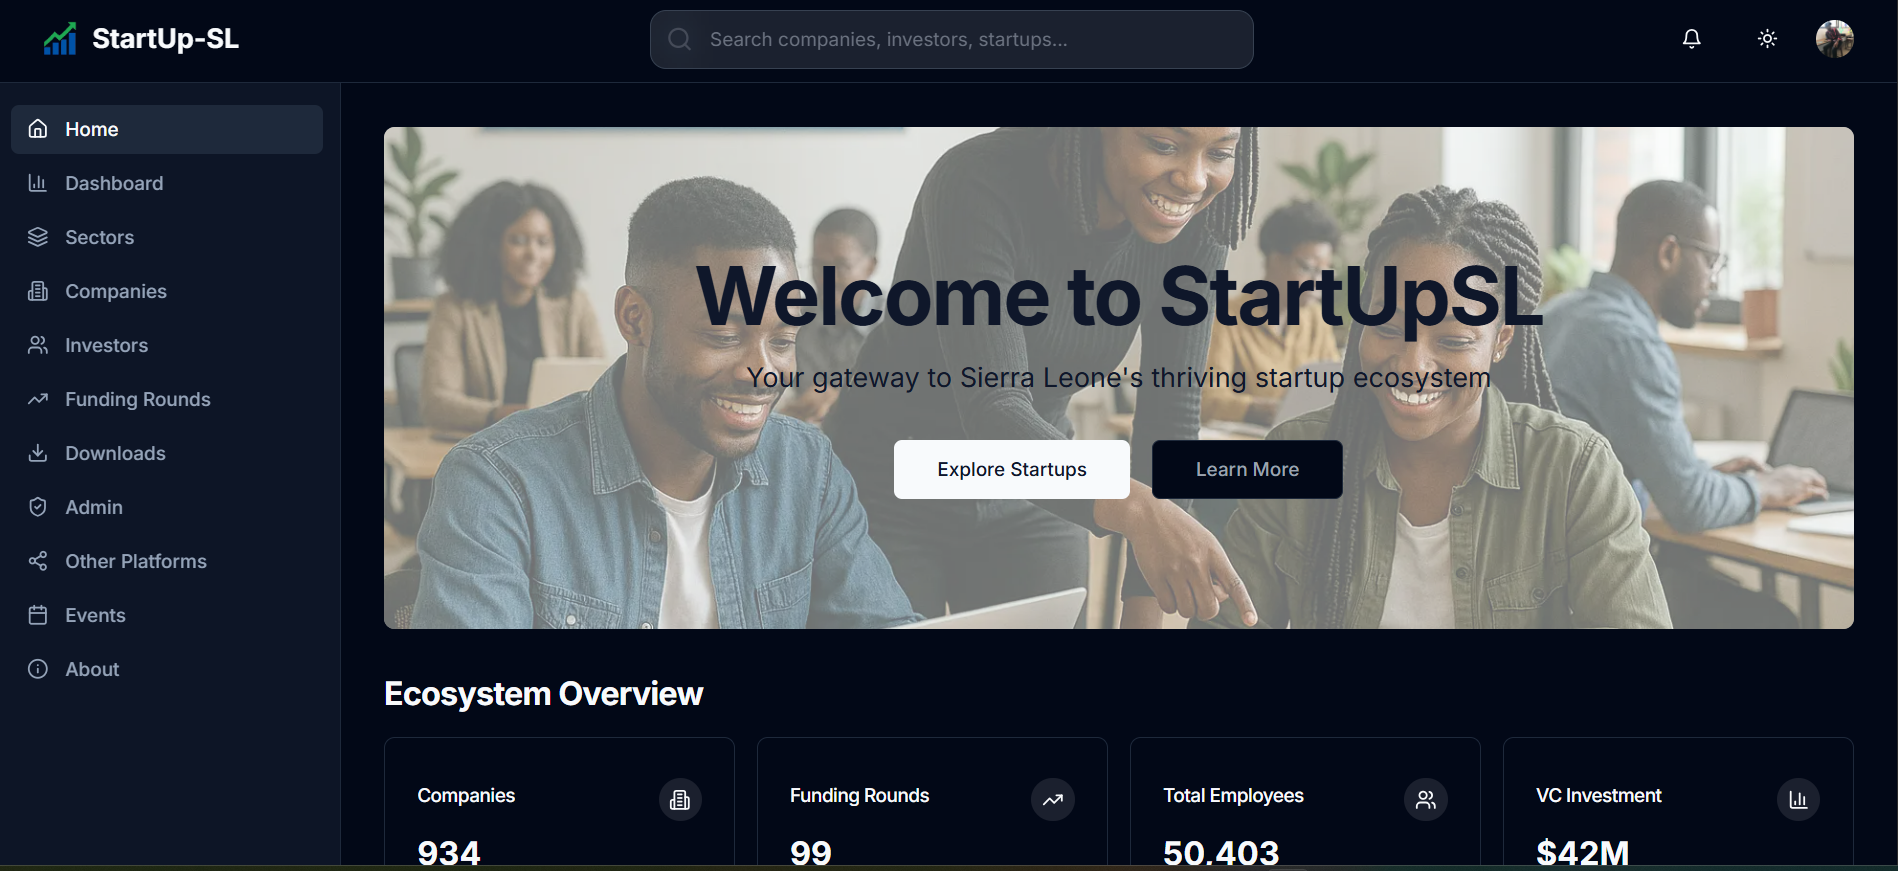 StartUp-SL
Search companies, investors, startups...
Home
Dashboard
Sectors
Companies
Investors
Funding Rounds
Downloads
Admin
Other Platforms
Events
About
Welcome to StartUpSL
Your gateway to Sierra Leone's thriving startup ecosystem
Explore Startups
Learn More
Ecosystem Overview
Companies
934
Funding Rounds
99
Total Employees
50,403
VC Investment
$42M